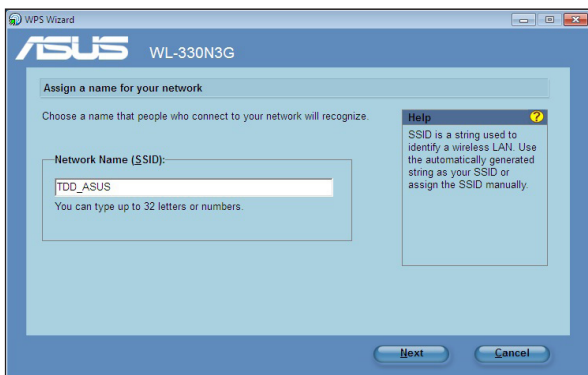 WPS Wizard
ASUS WL-330N3G
Assign a name for your network
Choose a name that people who connect to your network will recognize.
Network Name (SSID):
TDD_ASUS
You can type up to 32 letters or numbers.
Help ?
SSID is a string used to
identify a wireless LAN. Use
the automatically generated
string as your SSID or
assign the SSID manually.
Next Cancel